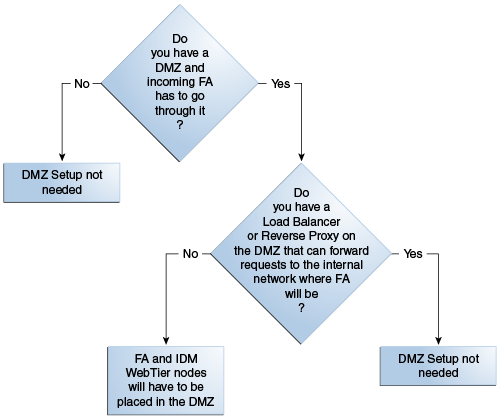 Do
you have a
DMZ and
incoming FA
has to go
through it
?
No
Yes
DMZ Setup not
needed
Do
you have a
Load Balancer
or Reverse Proxy on
the DMZ that can forward
requests to the internal
network where FA
will be
?
No
Yes
FA and IDM
WebTier nodes
will have to be
placed in the DMZ
DMZ Setup not
needed